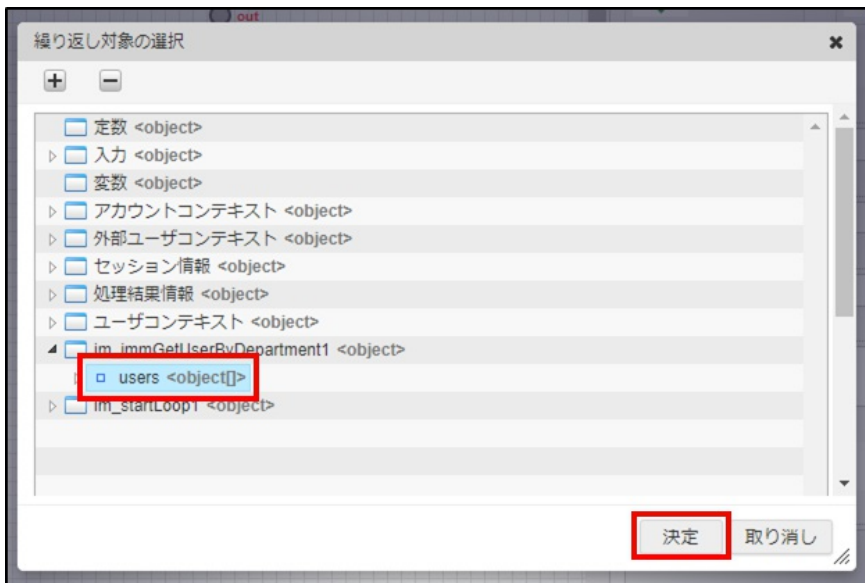 out
繰り返し対象の選択
定数 <object>
入力 <object>
変数 <object>
アカウントコンテキスト <object>
外部ユーザコンテキスト <object>
セッション情報 <object>
処理結果情報 <object>
ユーザコンテキスト <object>
im_immGetUserByDepartment1 <object>
users <object[]>
im_startLoop1 <object>
決定 取り消し